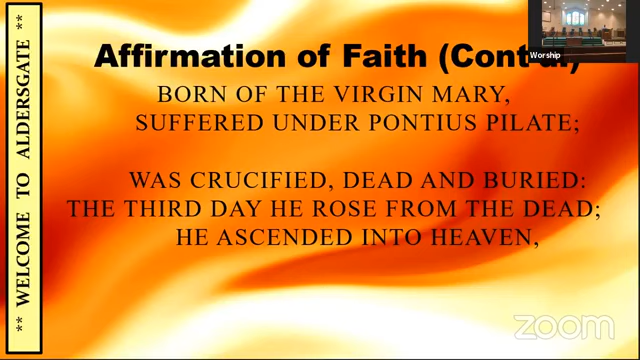 Affirmation of Faith (Cont'd.)
BORN OF THE VIRGIN MARY,
SUFFERED UNDER PONTIUS PILATE;
WAS CRUCIFIED, DEAD AND BURIED:
THE THIRD DAY HE ROSE FROM THE DEAD;
HE ASCENDED INTO HEAVEN,
** WELCOME TO ALDERSGATE **
Worship
zoom